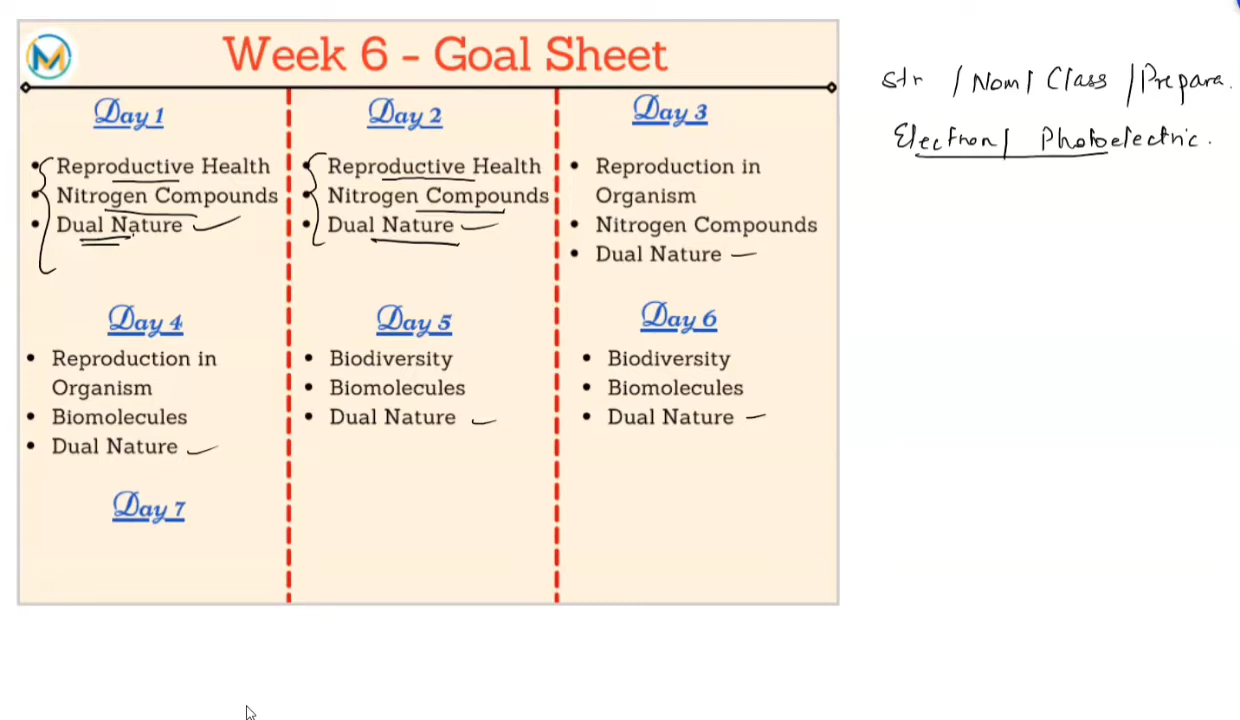 Week 6 - Goal Sheet
Day 1
• Reproductive Health
• Nitrogen Compounds
• Dual Nature
Day 2
• Reproductive Health
• Nitrogen Compounds
• Dual Nature
Day 3
• Reproduction in
Organism
• Nitrogen Compounds
• Dual Nature
Day 4
• Reproduction in
Organism
• Biomolecules
• Dual Nature
Day 5
• Biodiversity
• Biomolecules
• Dual Nature
Day 6
• Biodiversity
• Biomolecules
• Dual Nature
Day 7
Str / Nom / Class / Prepara.
Electron / Photoelectric.